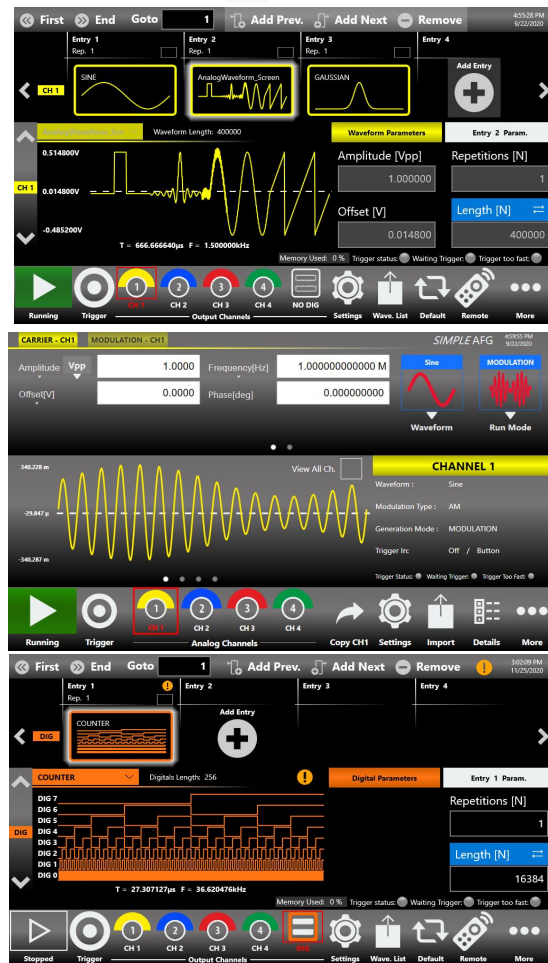 First End Goto 1 Add Prev. Add Next Remove 4:55:28 PM
9/22/2020
Entry 1 Entry 2 Entry 3 Entry 4
Rep. 1 Rep. 1 Rep. 1
Add Entry
SINE AnalogWaveform_Screen GAUSSIAN
CH 1
Waveform Length: 400000 Waveform Parameters Entry 2 Param.
0.514800V Amplitude [Vpp] Repetitions [N]
1.000000 1
CH 1 0.014800V
Offset [V] Length [N]
-0.485200V 0.014800 400000
T = 666.666640µs F = 1.500000kHz
Memory Used: 0 % Trigger status: Waiting Trigger: Trigger too fast:
1 2 3 4
CH 1 CH 2 CH 3 CH 4 NO DIG
Running Trigger Output Channels Settings Wave. List Default Remote More
CARRIER - CH1 MODULATION - CH1 SIMPLE AFG 4:59:55 PM
9/22/2020
Amplitude Vpp 1.0000 Frequency[Hz] 1.000000000000 M Sine MODULATION
Offset[V] 0.0000 Phase[deg] 0.000000000
Waveform Run Mode
340.228 m View All Ch. CHANNEL 1
Waveform : Sine
-29.847 µ Modulation Type : AM
Generation Mode : MODULATION
-340.287 m Trigger In: Off / Button
Trigger Status: Waiting Trigger: Trigger Too Fast:
1 2 3 4
CH 1 CH 2 CH 3 CH 4
Running Trigger Analog Channels Copy CH1 Settings Import Details More
First End Goto 1 Add Prev. Add Next Remove 3:02:09 PM
11/25/2020
Entry 1 Entry 2 Entry 3 Entry 4
Rep. 1
Add Entry
COUNTER
DIG
COUNTER Digitals Length: 256 Digital Parameters Entry 1 Param.
DIG 7 Repetitions [N]
DIG 6
DIG 5 1
DIG DIG 4
DIG 3
DIG 2 Length [N]
DIG 1
DIG 0 16384
T = 27.307127µs F = 36.620476kHz
Memory Used: 0 % Trigger status: Waiting Trigger: Trigger too fast:
1 2 3 4
CH 1 CH 2 CH 3 CH 4 DIG
Stopped Trigger Output Channels Settings Wave. List Default Remote More